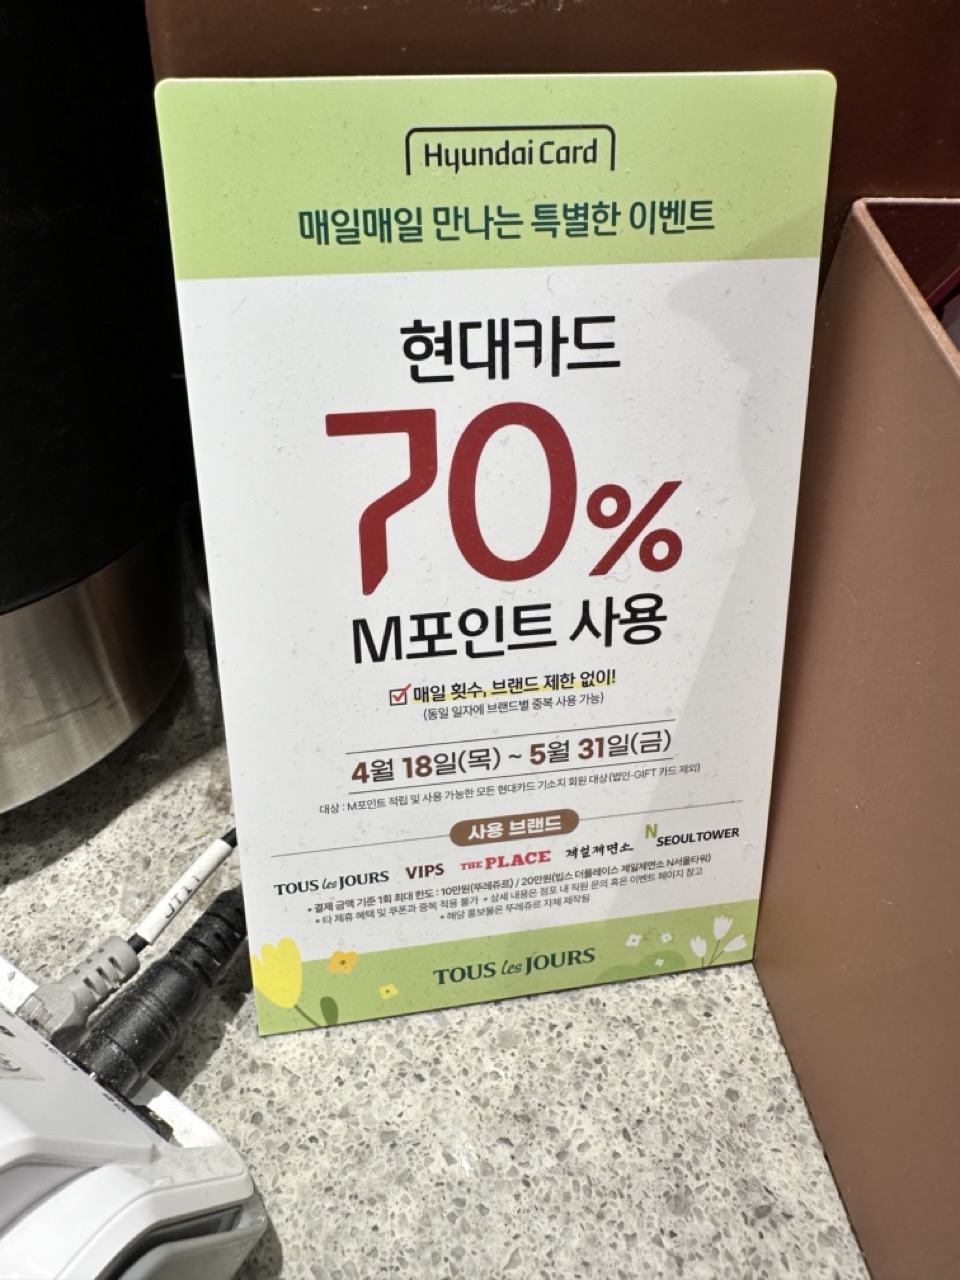 Hyundai Card
매일매일 만나는 특별한 이벤트
현대카드
70%
M포인트 사용
매일 횟수, 브랜드 제한 없이!
(동일 일자에 브랜드별 중복 사용 가능)
4월 18일(목) ~ 5월 31일(금)
대상 : M포인트 적립 및 사용 가능한 모든 현대카드 기소지 회원 대상(법인·GIFT 카드 제외)
사용 브랜드
TOUS les JOURS VIPS THE PLACE 제일제면소 N SEOULTOWER
* 결제 금액 기준 1회 최대 한도 : 10만원(뚜레쥬르) / 20만원(빕스 더플레이스 제일제면소 N서울타워)
* 타 제휴 혜택 및 쿠폰과 중복 적용 불가 * 상세 내용은 점포 내 직원 문의 혹은 이벤트 페이지 참고
* 해당 홍보물은 뚜레쥬르 자체 제작됨
TOUS les JOURS